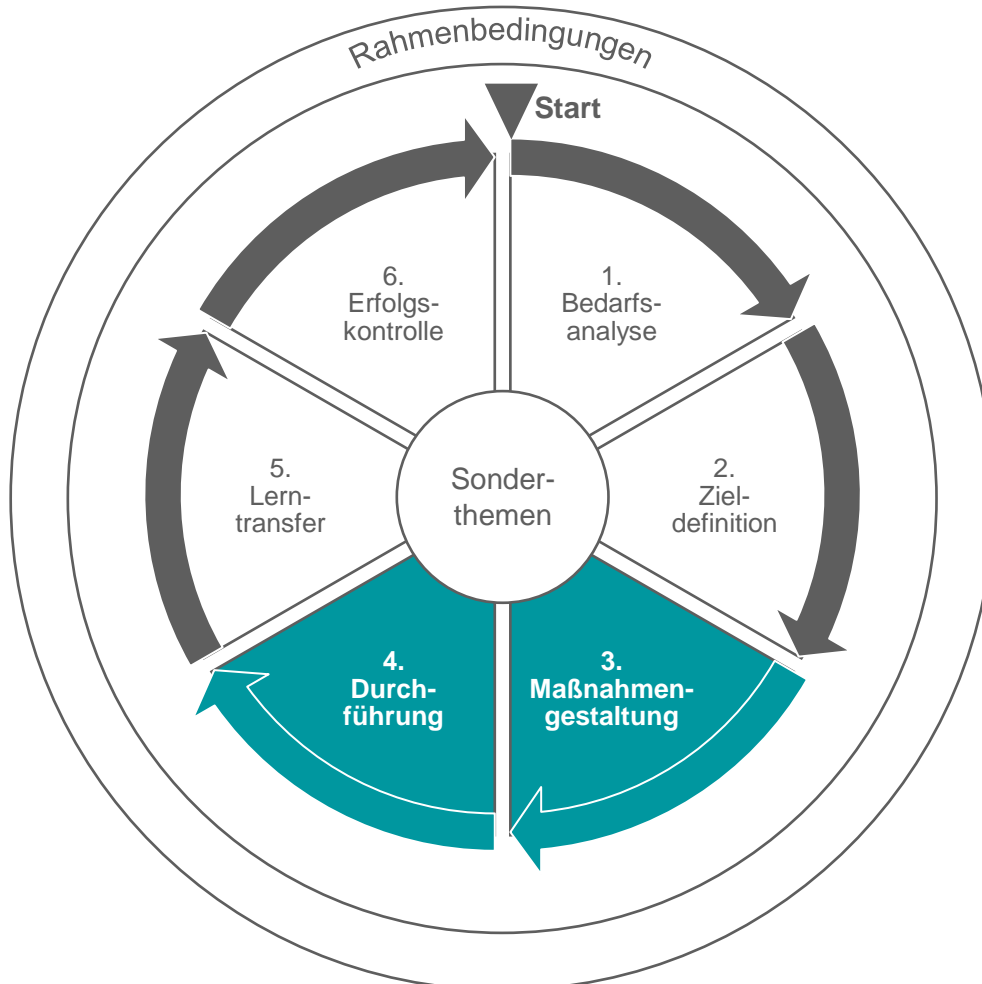 Rahmenbedingungen
Start
1.
Bedarfs-
analyse
2.
Ziel-
definition
3.
Maßnahmen-
gestaltung
4.
Durch-
führung
5.
Lern-
transfer
6.
Erfolgs-
kontrolle
Sonder-
themen